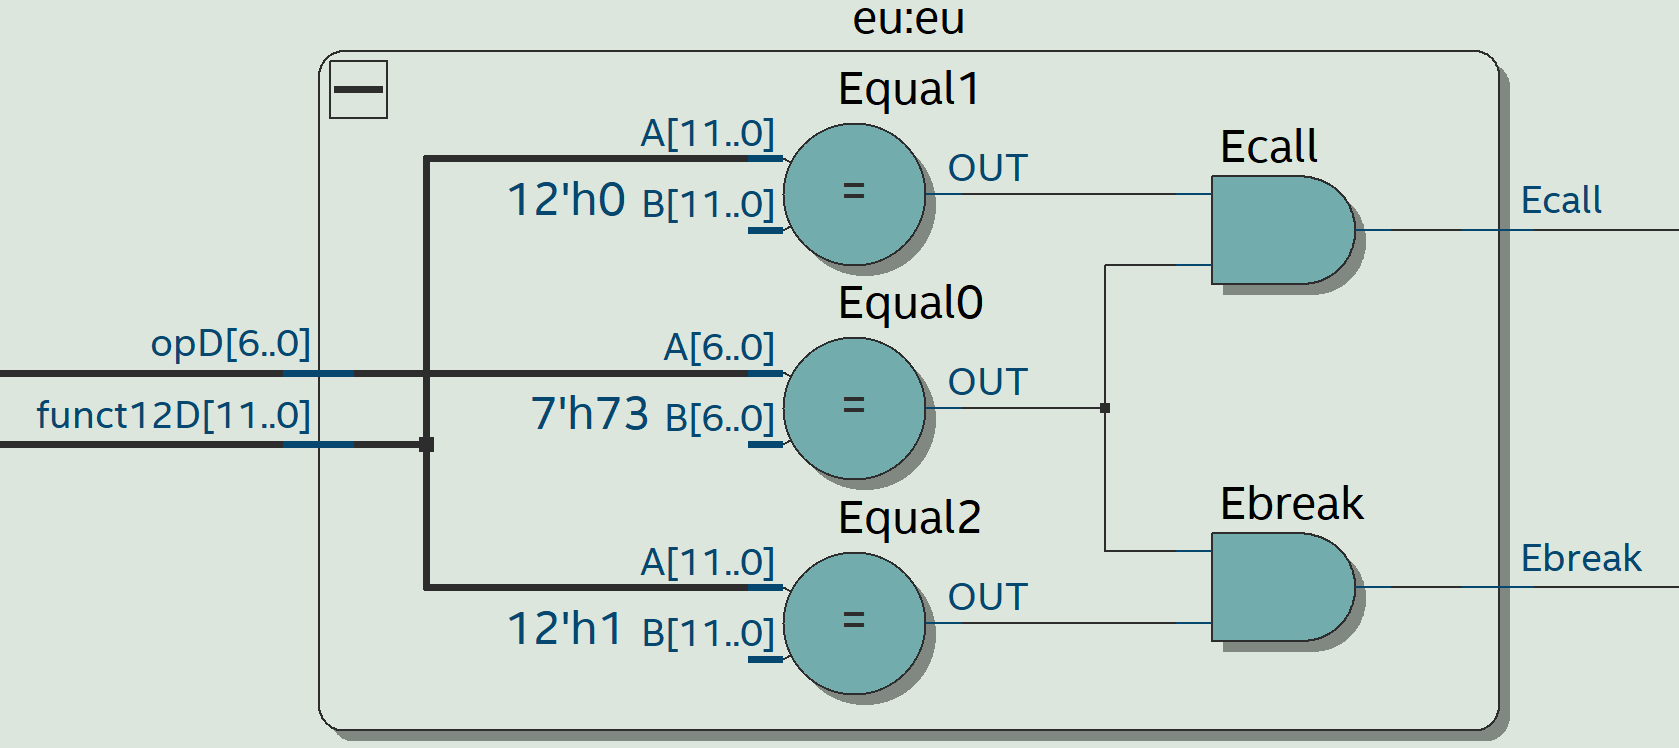 eu:eu
Equal1
A[11..0]
12'h0 B[11..0]
=
OUT
Ecall
Ecall
opD[6..0]
funct12D[11..0]
Equal0
A[6..0]
7'h73 B[6..0]
=
OUT
Equal2
A[11..0]
12'h1 B[11..0]
=
OUT
Ebreak
Ebreak